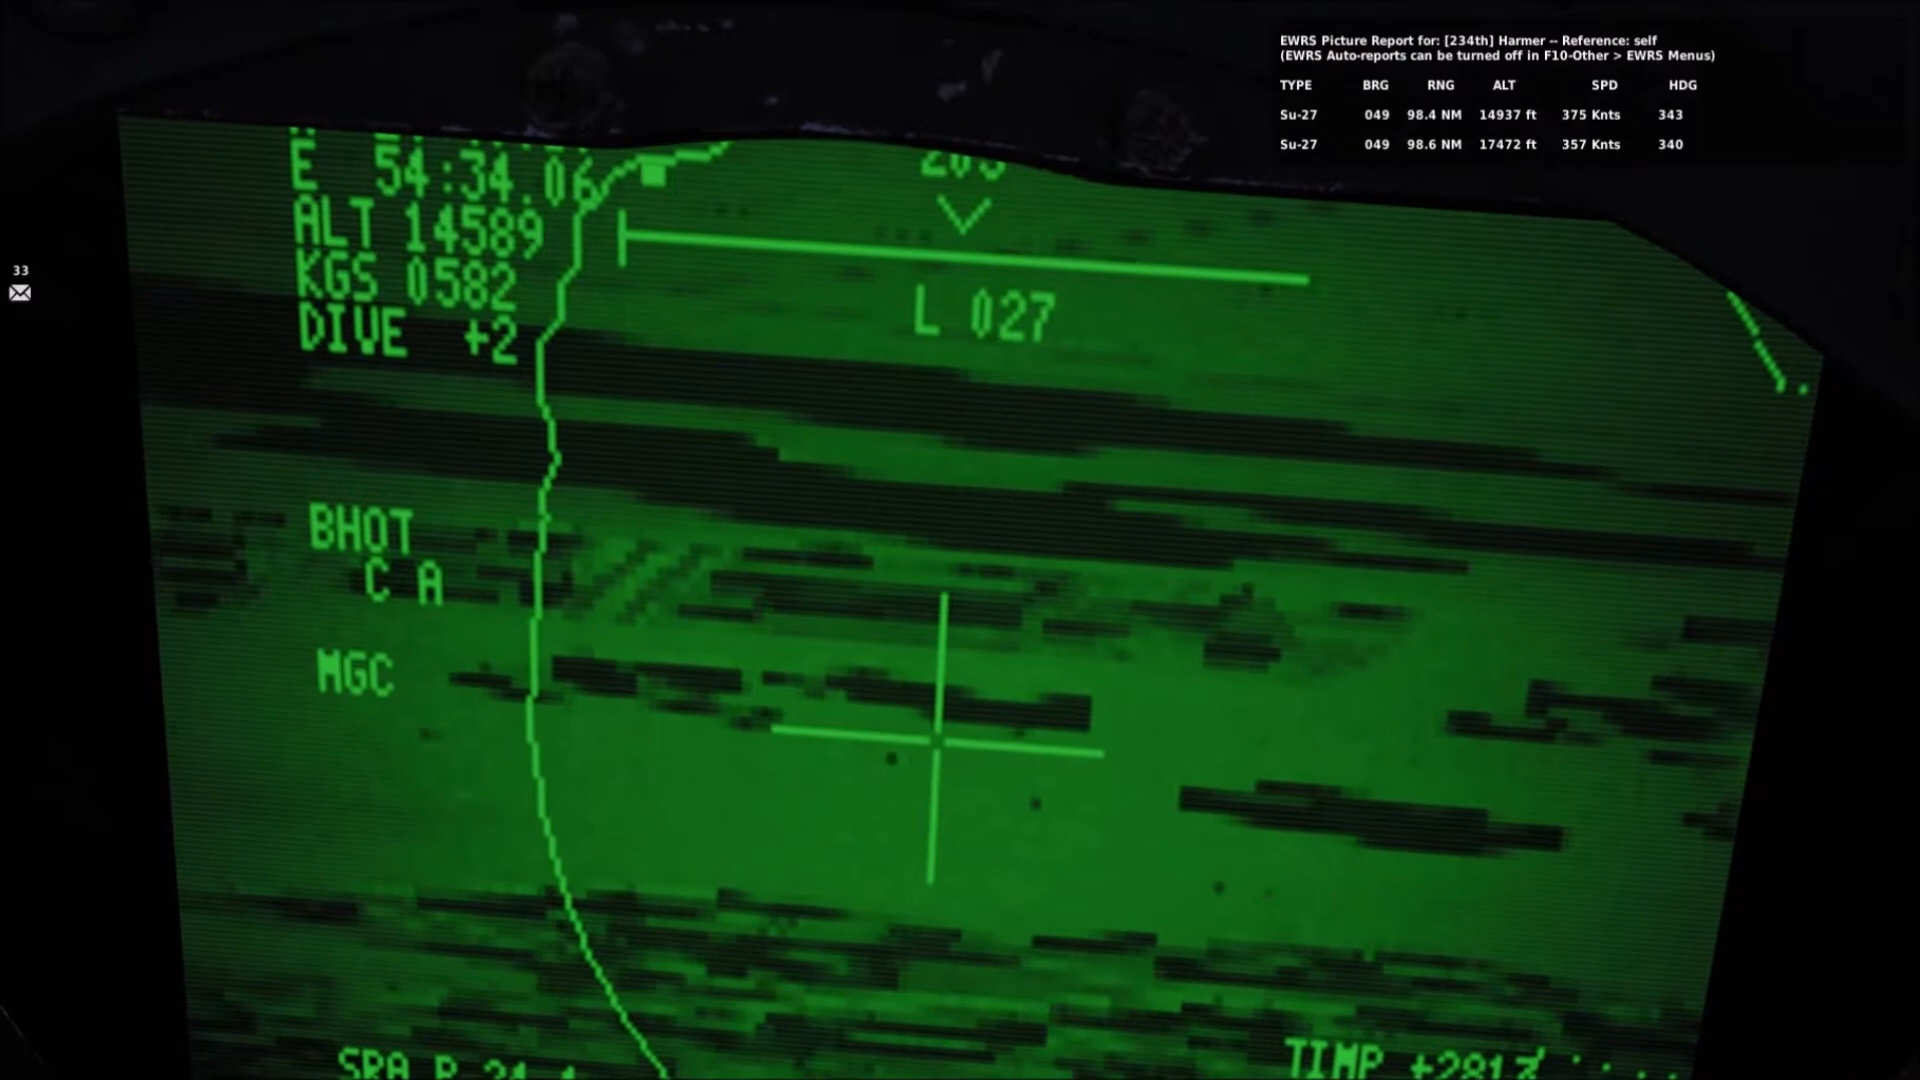 EWRS Picture Report for: [234th] Harmer -- Reference: self
(EWRS Auto-reports can be turned off in F10-Other > EWRS Menus)
TYPE BRG RNG ALT SPD HDG
Su-27 049 98.4 NM 14937 ft 375 Knts 343
Su-27 049 98.6 NM 17472 ft 357 Knts 340
E 54:34.06
ALT 14589
KGS 0582
DIVE +2
L 027
33
BHOT
C A
MGC
SRA R
TIMP